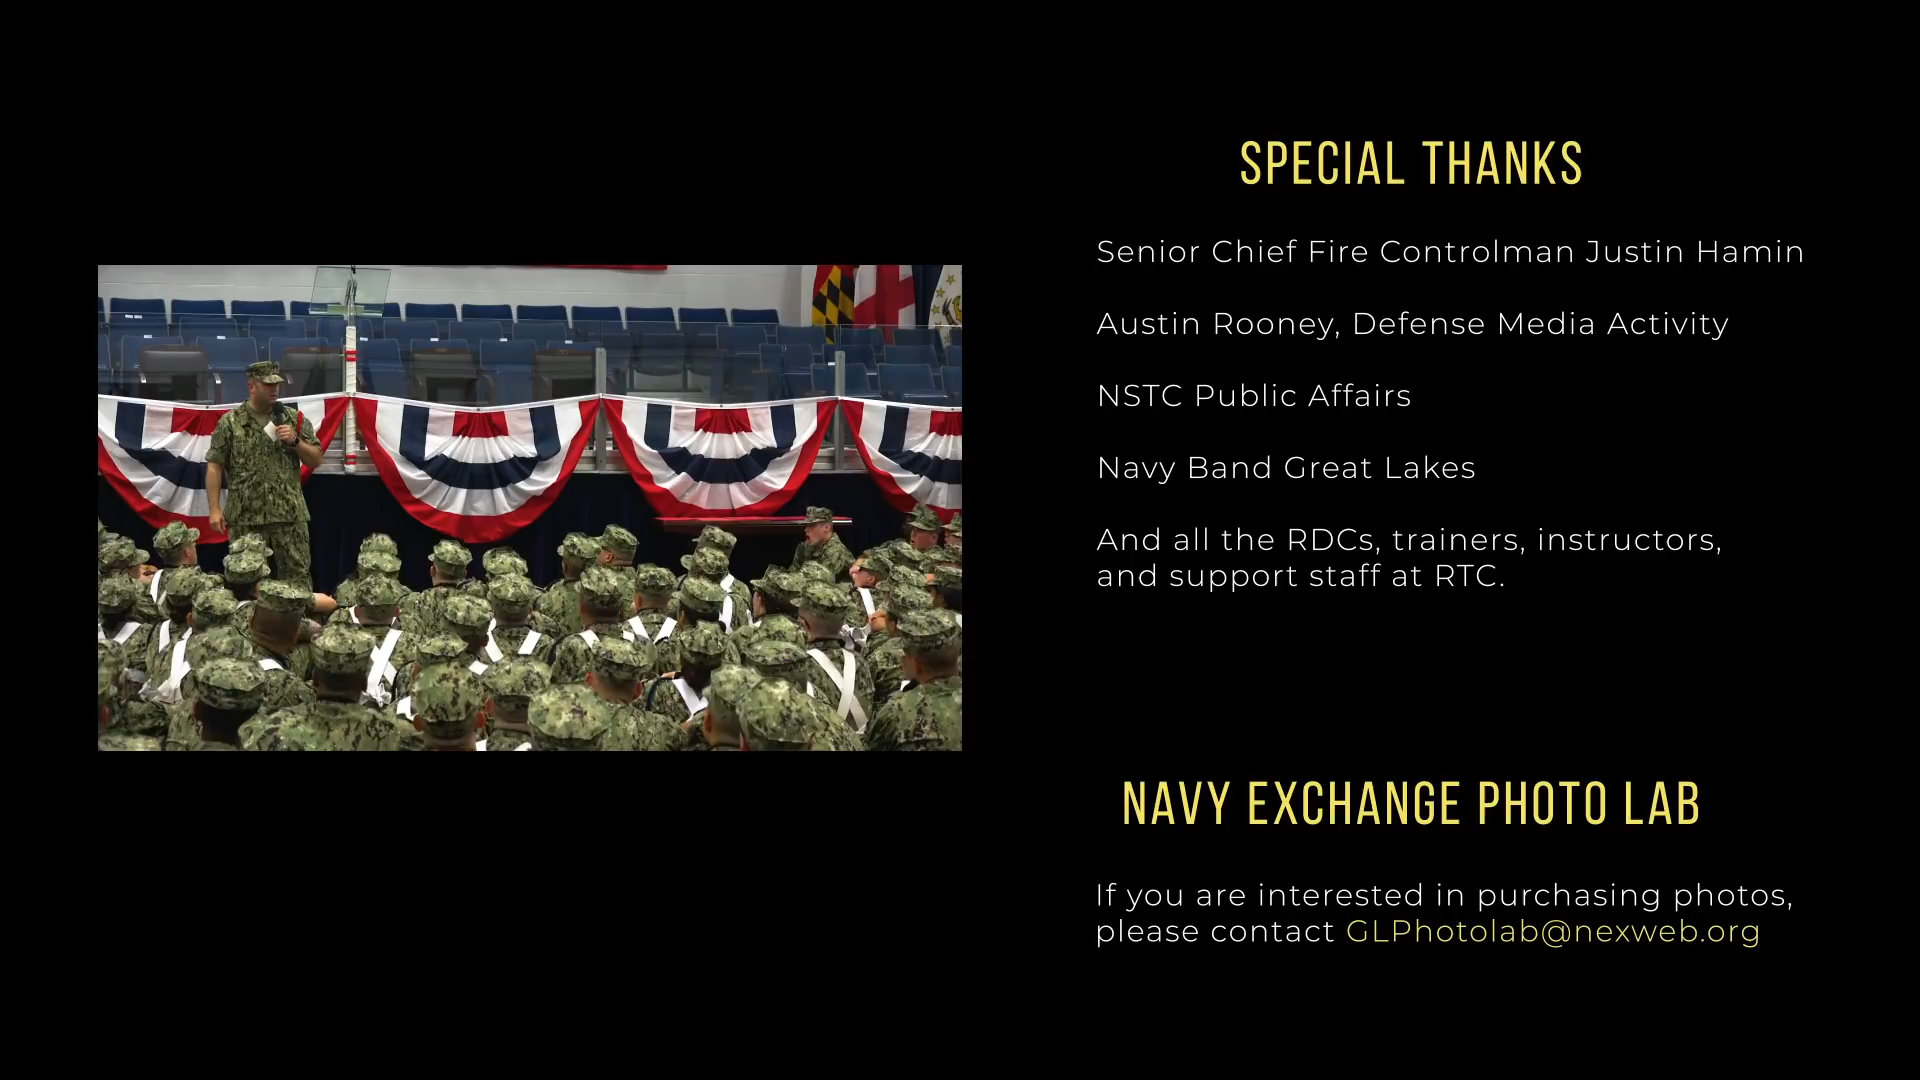 SPECIAL THANKS
Senior Chief Fire Controlman Justin Hamin
Austin Rooney, Defense Media Activity
NSTC Public Affairs
Navy Band Great Lakes
And all the RDCs, trainers, instructors,
and support staff at RTC.
NAVY EXCHANGE PHOTO LAB
If you are interested in purchasing photos,
please contact GLPhotolab@nexweb.org